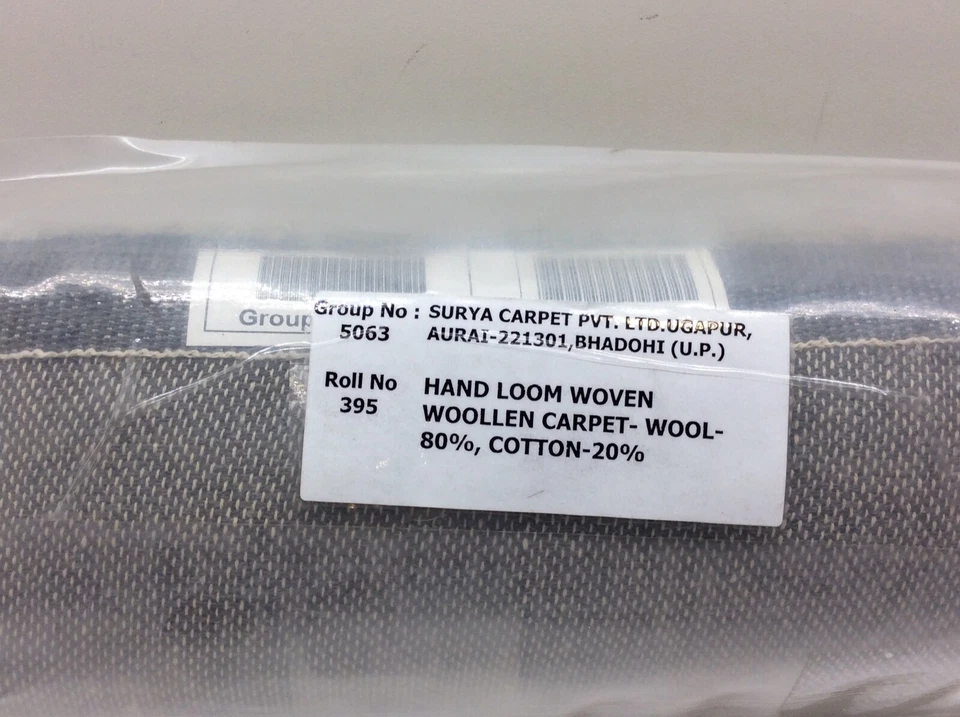 Group
Group No : SURYA CARPET PVT. LTD.UGAPUR,
5063 AURAI-221301,BHADOHI (U.P.)
Roll No HAND LOOM WOVEN
395 WOOLLEN CARPET- WOOL-
80%, COTTON-20%